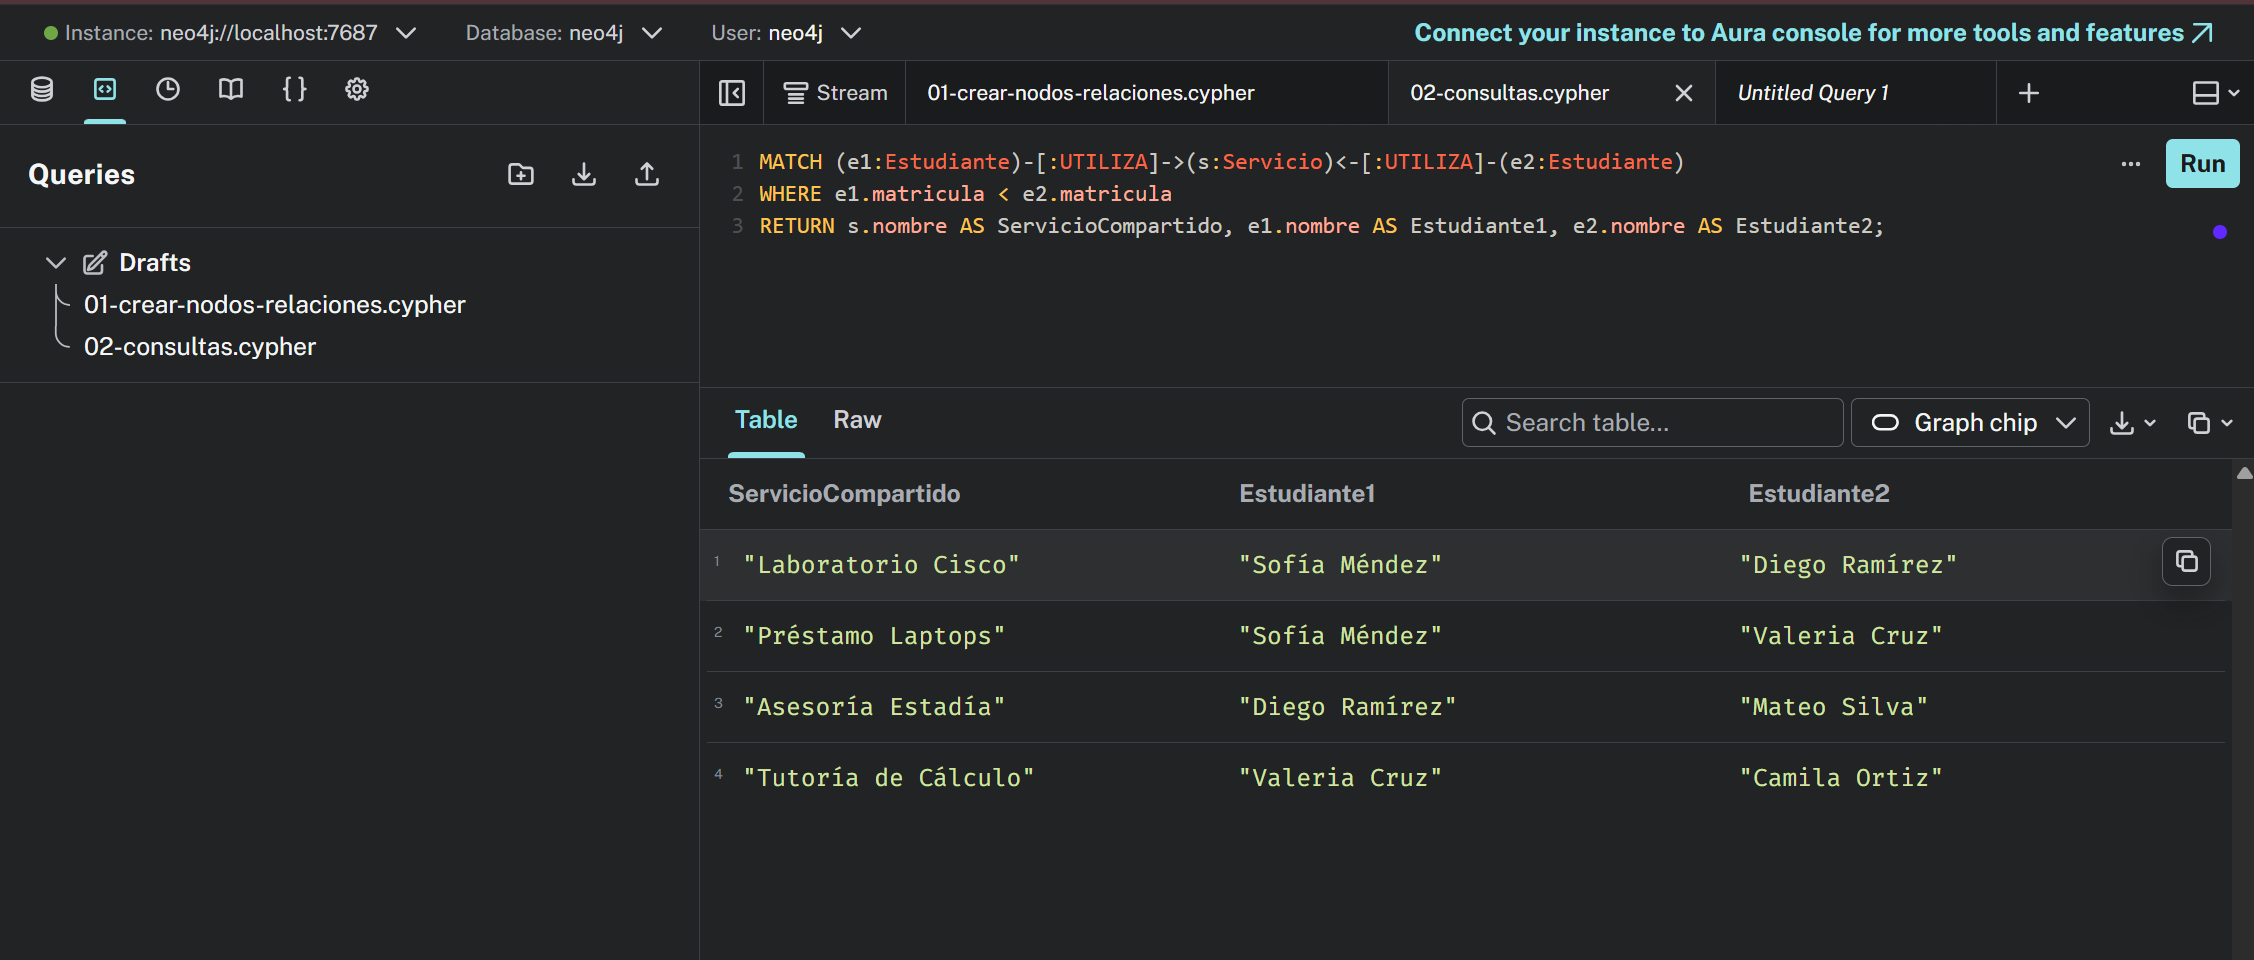 Instance: neo4j://localhost:7687 Database: neo4j User: neo4j Connect your instance to Aura console for more tools and features
Stream 01-crear-nodos-relaciones.cypher 02-consultas.cypher Untitled Query 1
Queries
Drafts
01-crear-nodos-relaciones.cypher
02-consultas.cypher
1 MATCH (e1:Estudiante)-[:UTILIZA]->(s:Servicio)<-[:UTILIZA]-(e2:Estudiante)
2 WHERE e1.matricula < e2.matricula
3 RETURN s.nombre AS ServicioCompartido, e1.nombre AS Estudiante1, e2.nombre AS Estudiante2;
Run
Table Raw Search table... Graph chip
ServicioCompartido Estudiante1 Estudiante2
1 "Laboratorio Cisco" "Sofía Méndez" "Diego Ramírez"
2 "Préstamo Laptops" "Sofía Méndez" "Valeria Cruz"
3 "Asesoría Estadía" "Diego Ramírez" "Mateo Silva"
4 "Tutoría de Cálculo" "Valeria Cruz" "Camila Ortiz"